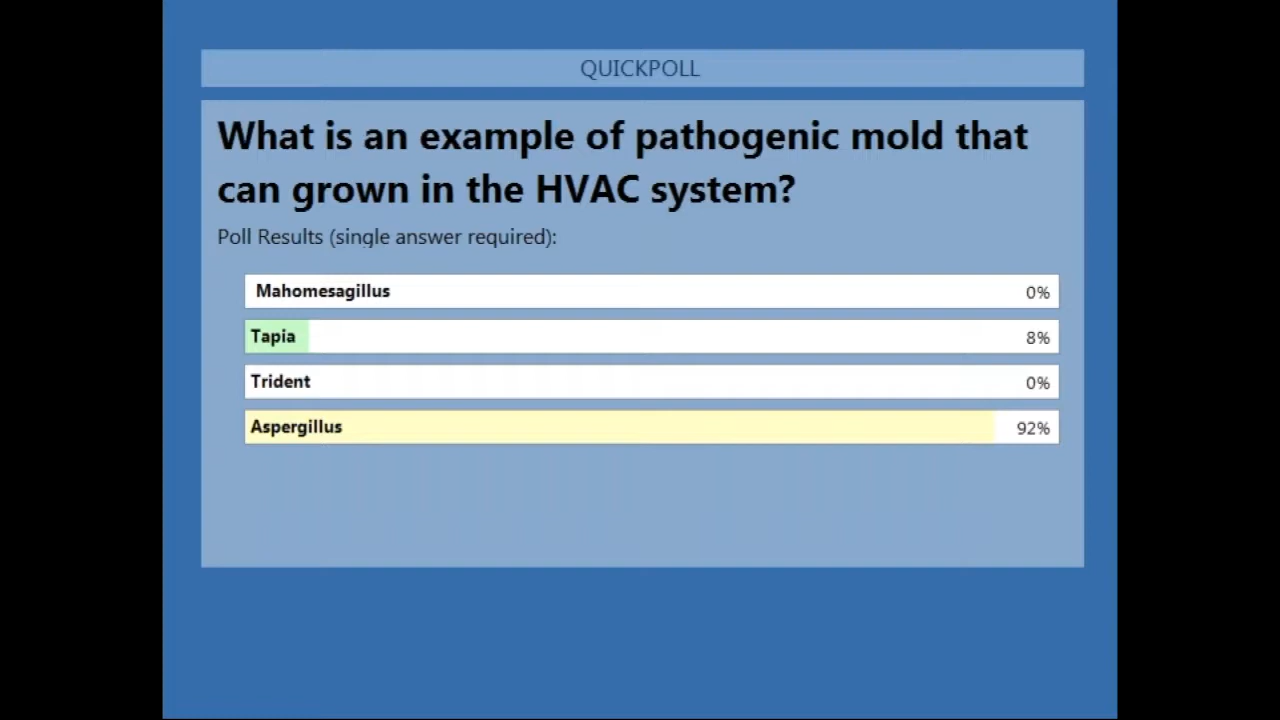 QUICKPOLL
What is an example of pathogenic mold that
can grown in the HVAC system?
Poll Results (single answer required):
Mahomesagillus 0%
Tapia 8%
Trident 0%
Aspergillus 92%